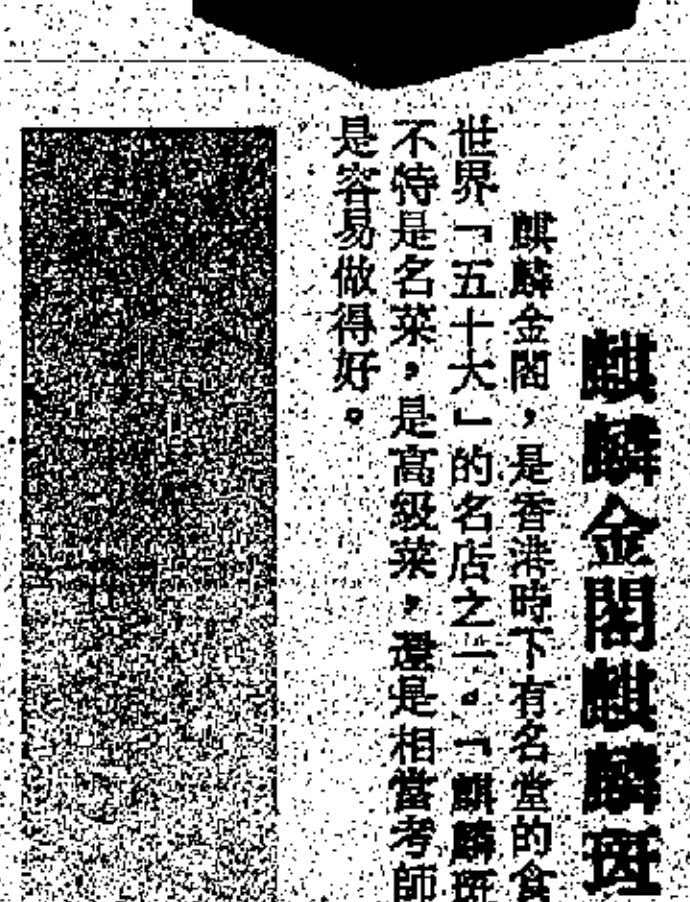 麒麟金閣麒麟斑
麒麟金閣，是香港時下有名堂的食
世界「五十大」的名店之一。「麒麟斑
不特是名菜，是高級菜，還是相當考師
是容易做得好。